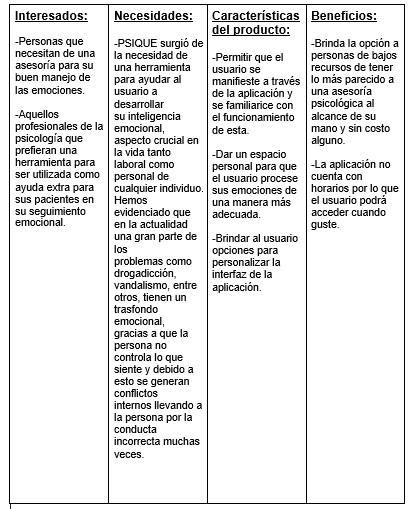 Interesados:
-Personas que
necesitan de una
asesoría para su
buen manejo de
las emociones.
-Aquellos
profesionales de la
psicología que
prefieran una
herramienta para
ser utilizada como
ayuda extra para
sus pacientes en
su seguimiento
emocional.
Necesidades:
-PSIQUE surgió de
la necesidad de
una herramienta
para ayudar al
usuario a
desarrollar
su inteligencia
emocional,
aspecto crucial en
la vida tanto
laboral como
personal de
cualquier individuo.
Hemos
evidenciado que
en la actualidad
una gran parte de
los
problemas como
drogadicción,
vandalismo, entre
otros, tienen un
trasfondo
emocional,
gracias a que la
persona no
controla lo que
siente y debido a
esto se generan
conflictos
internos llevando a
la persona por la
conducta
incorrecta muchas
veces.
Características
del producto:
-Permitir que el
usuario se
manifieste a través
de la aplicación y
se familiarice con
el funcionamiento
de esta.
-Dar un espacio
personal para que
el usuario procese
sus emociones de
una manera más
adecuada.
-Brindar al usuario
opciones para
personalizar la
interfaz de la
aplicación.
Beneficios:
-Brinda la opción a
personas de bajos
recursos de tener
lo más parecido a
una asesoría
psicológica al
alcance de su
mano y sin costo
alguno.
-La aplicación no
cuenta con
horarios por lo que
el usuario podrá
acceder cuando
guste.